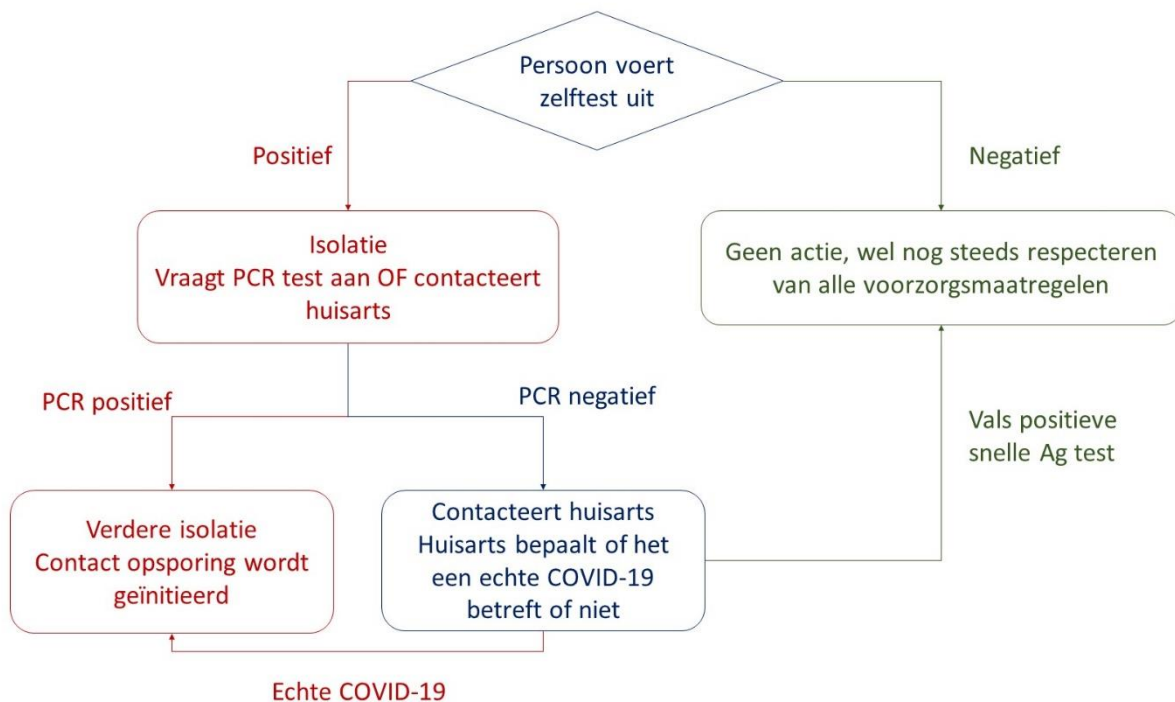 Persoon voert
zelftest uit
Positief
Negatief
Isolatie
Vraagt PCR test aan OF contacteert
huisarts
Geen actie, wel nog steeds respecteren
van alle voorzorgsmaatregelen
PCR positief
PCR negatief
Vals positieve
snelle Ag test
Verdere isolatie
Contact opsporing wordt
geïnitieerd
Contacteert huisarts
Huisarts bepaalt of het
een echte COVID-19
betreft of niet
Echte COVID-19